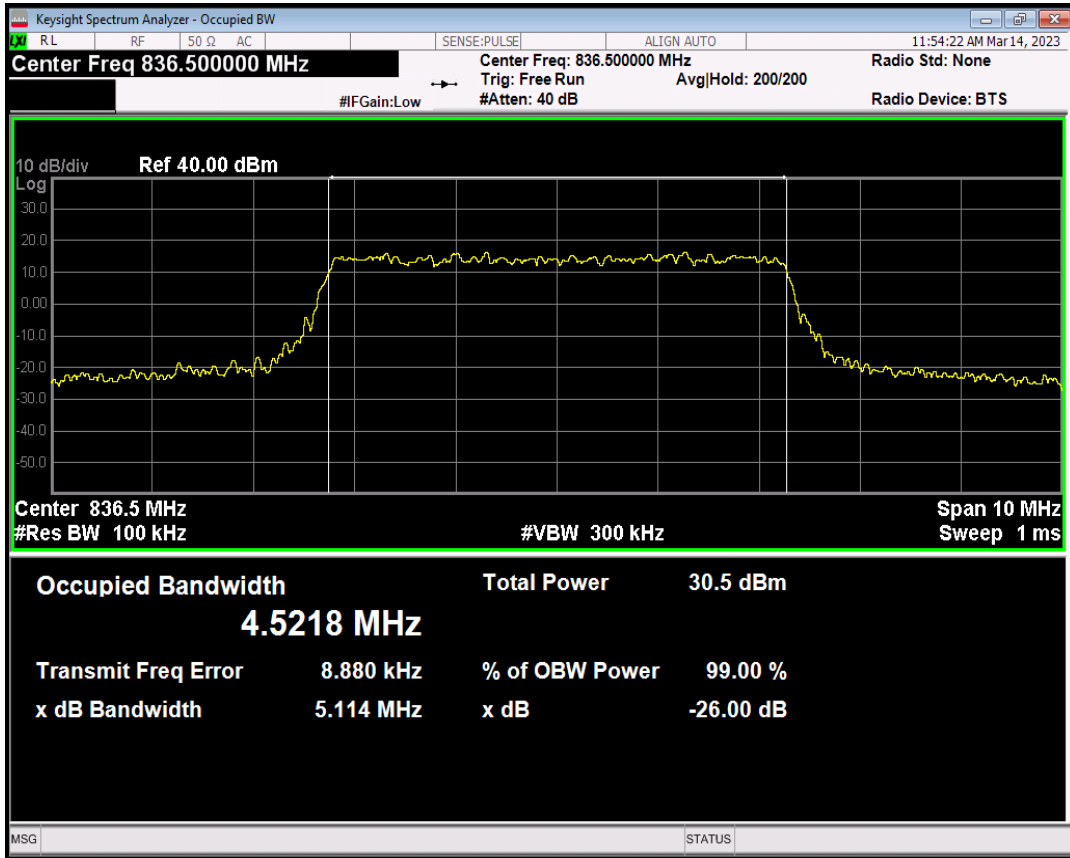 Keysight Spectrum Analyzer - Occupied BW
LXI RL RF 50 Ω AC SENSE:PULSE ALIGN AUTO 11:54:22 AM Mar 14, 2023
Center Freq 836.500000 MHz Center Freq: 836.500000 MHz Radio Std: None
Trig: Free Run Avg|Hold: 200/200
#IFGain:Low #Atten: 40 dB Radio Device: BTS
10 dB/div Ref 40.00 dBm
Log
30.0
20.0
10.0
0.00
-10.0
-20.0
-30.0
-40.0
-50.0
Center 836.5 MHz Span 10 MHz
#Res BW 100 kHz #VBW 300 kHz Sweep 1 ms
Occupied Bandwidth Total Power 30.5 dBm
4.5218 MHz
Transmit Freq Error 8.880 kHz % of OBW Power 99.00 %
x dB Bandwidth 5.114 MHz x dB -26.00 dB
MSG STATUS